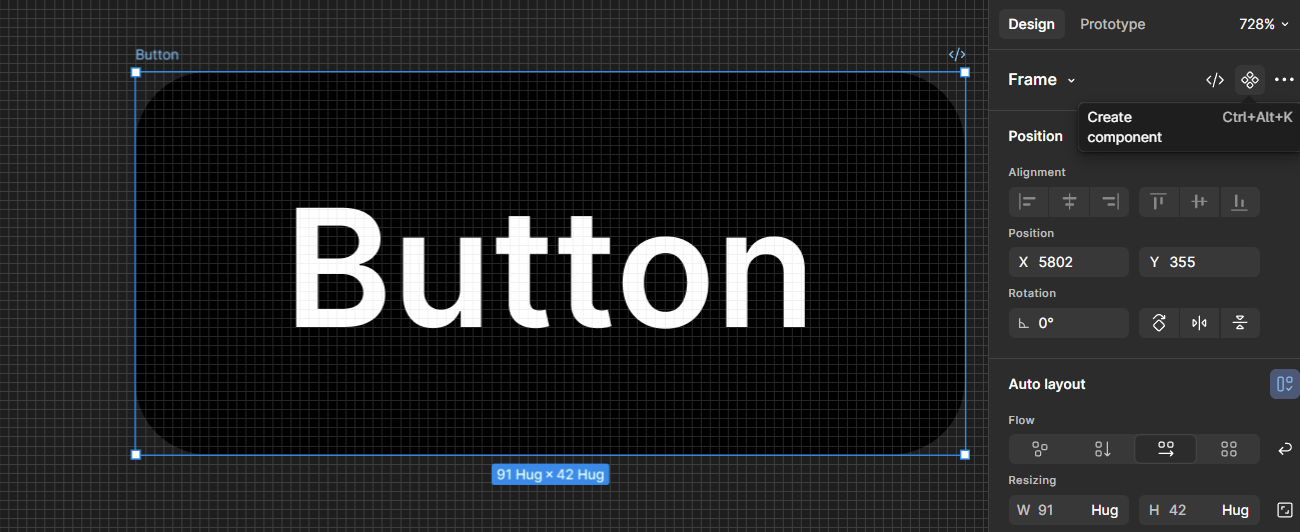 Button
</>
Button
91 Hug × 42 Hug
Design
Prototype
728%
Frame
</>
Create component
Ctrl+Alt+K
Position
Alignment
Position
X 5802
Y 355
Rotation
0°
Auto layout
Flow
Resizing
W 91 Hug
H 42 Hug